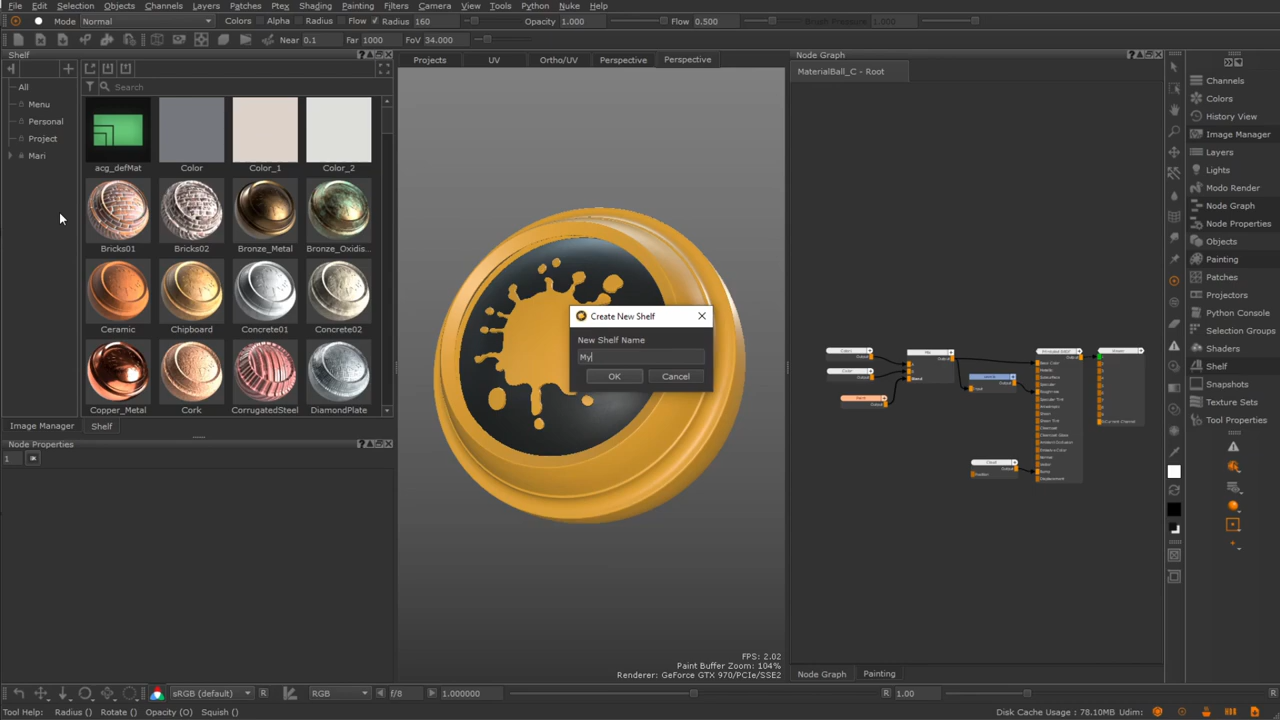 File Edit Selection Objects Channels Layers Patches Ptex Shading Painting Filters Camera View Tools Python Nuke Help
Mode Normal Colors Alpha Radius Flow Radius 160 Opacity 1.000 Flow 0.500 Brush Pressure 1.000
Near 0.1 Far 1000 FoV 34.000
Shelf
Search
All
Menu
Personal
Project
Mari
acg_defMat Color Color_1 Color_2
Bricks01 Bricks02 Bronze_Metal Bronze_Oxidis...
Ceramic Chipboard Concrete01 Concrete02
Copper_Metal Cork CorrugatedSteel DiamondPlate
Image Manager Shelf
Node Properties
1
Projects UV Ortho/UV Perspective Perspective
Create New Shelf
New Shelf Name
My
OK Cancel
FPS: 2.02
Paint Buffer Zoom: 104%
Renderer: GeForce GTX 970/PCIe/SSE2
Node Graph
MaterialBall_C - Root
Node Graph Painting
Channels
Colors
History View
Image Manager
Layers
Lights
Modo Render
Node Graph
Node Properties
Objects
Painting
Patches
Projectors
Python Console
Selection Groups
Shaders
Shelf
Snapshots
Texture Sets
Tool Properties
sRGB (default) R RGB f/8 1.000000 R 1.00
Tool Help: Radius () Rotate () Opacity (O) Squish () Disk Cache Usage : 78.10MB Udim: